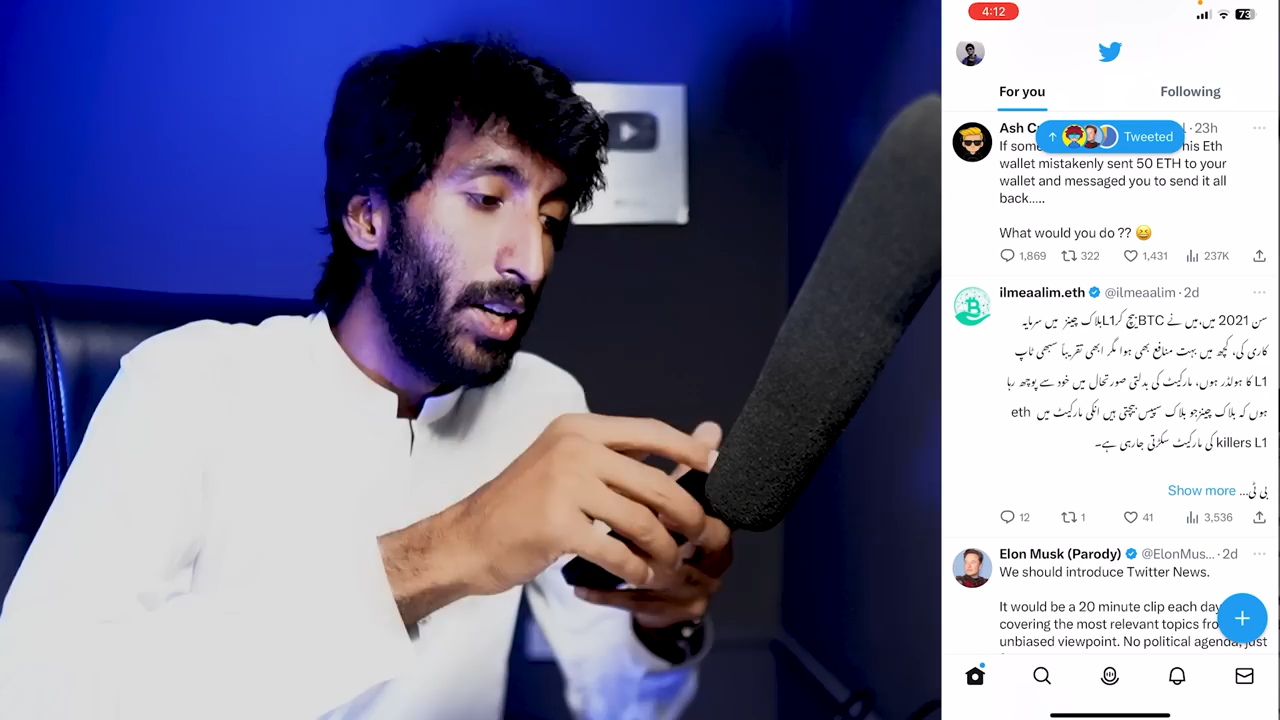 4:12
73
For you
Following
Ash
23h
Tweeted
If
his Eth
wallet mistakenly sent 50 ETH to your
wallet and messaged you to send it all
back.....
What would you do ?? 😆
1,869
322
1,431
237K
ilmeaalim.eth @ilmeaalim · 2d
سن 2021 میں،میں نے BTC بیچ کر L1 بلاک چینز میں سرمایہ
کاری کی، کچھ میں بہت منافع بھی ہوا مگر ابھی تقریباً سبھی ٹاپ
L1 کا ہولڈر ہوں، مارکیٹ کی بدلتی صورتحال میں خود سے پوچھ رہا
ہوں کہ بلاک چینزجو بلاک سپیس بیچتی ہیں انکی مارکیٹ میں eth
killers L1 کی مارکیٹ سکڑتی جارہی ہے۔
بی ٹی... Show more
12
1
41
3,536
Elon Musk (Parody) @ElonMus... · 2d
We should introduce Twitter News.
It would be a 20 minute clip each day
covering the most relevant topics
unbiased viewpoint. No political agenda, just